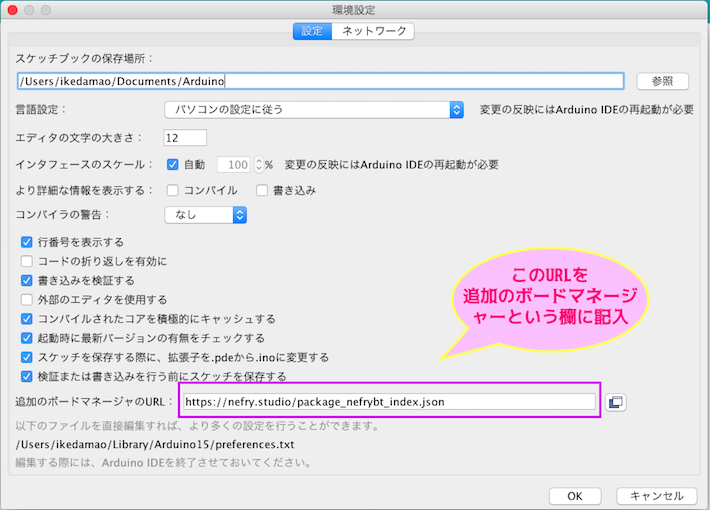 環境設定
設定 ネットワーク
スケッチブックの保存場所：
/Users/ikedamao/Documents/Arduino 参照
言語設定： パソコンの設定に従う 変更の反映にはArduino IDEの再起動が必要
エディタの文字の大きさ： 12
インタフェースのスケール： 自動 100 % 変更の反映にはArduino IDEの再起動が必要
より詳細な情報を表示する： コンパイル 書き込み
コンパイラの警告： なし
行番号を表示する
コードの折り返しを有効に
書き込みを検証する
外部のエディタを使用する
コンパイルされたコアを積極的にキャッシュする
起動時に最新バージョンの有無をチェックする
スケッチを保存する際に、拡張子を.pdeから.inoに変更する
検証または書き込みを行う前にスケッチを保存する
このURLを
追加のボードマネージ
ャーという欄に記入
追加のボードマネージャのURL： https://nefry.studio/package_nefrybt_index.json
以下のファイルを直接編集すれば、より多くの設定を行うことができます。
/Users/ikedamao/Library/Arduino15/preferences.txt
編集する際には、Arduino IDEを終了させておいてください。
OK キャンセル